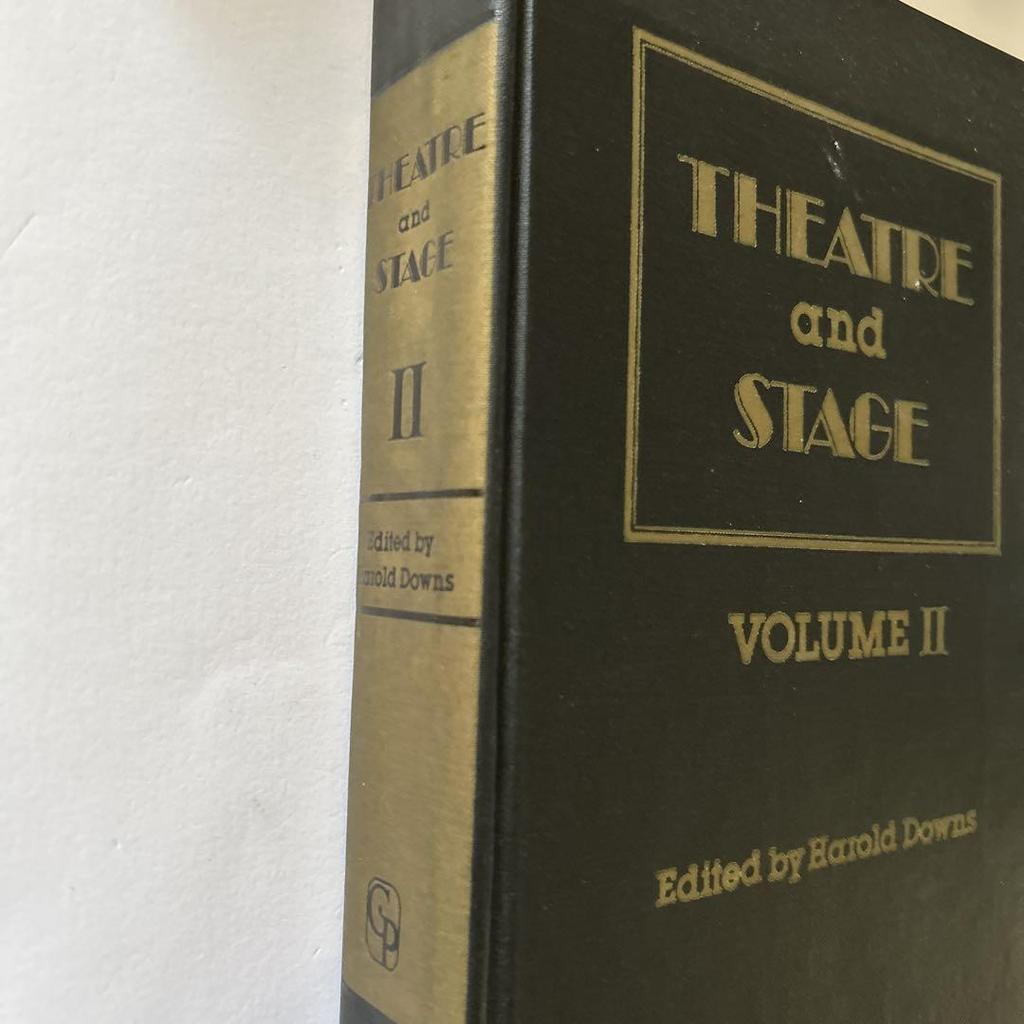 THEATRE
and
STAGE
II
Edited by
Harold Downs
GP
THEATRE
and
STAGE
VOLUME II
Edited by Harold Downs